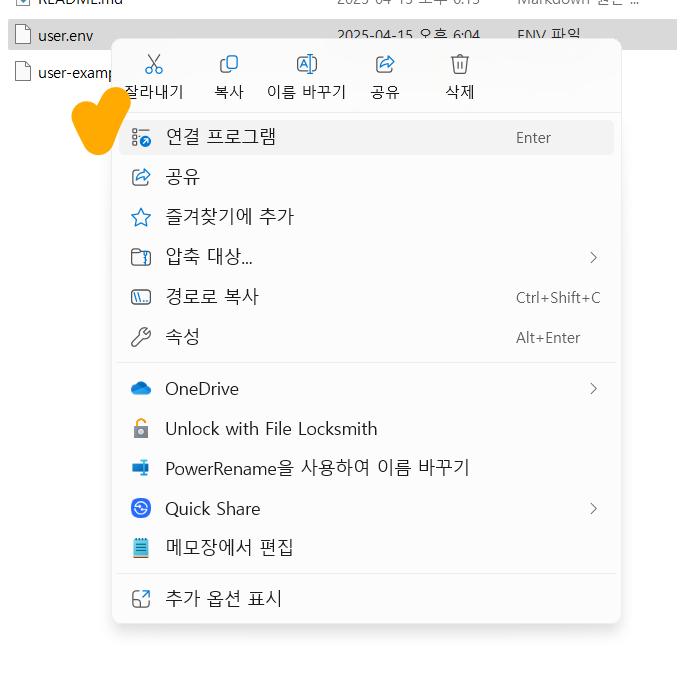 README.md 2025-04-15 오후 6:13 Markdown 원본 ...
user.env 2025-04-15 오후 6:04 ENV 파일
user-examp
잘라내기 복사 이름 바꾸기 공유 삭제
연결 프로그램 Enter
공유
즐겨찾기에 추가
압축 대상...
경로로 복사 Ctrl+Shift+C
속성 Alt+Enter
OneDrive
Unlock with File Locksmith
PowerRename을 사용하여 이름 바꾸기
Quick Share
메모장에서 편집
추가 옵션 표시